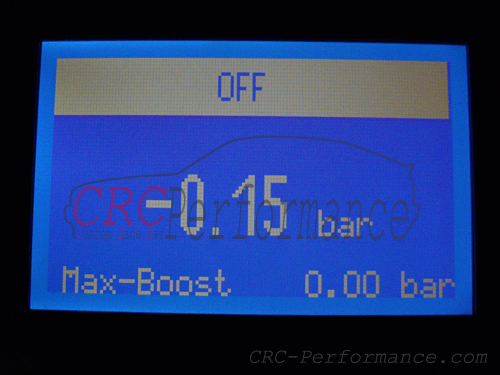 OFF
-0.15 bar
CRC Performance
Max-Boost 0.00 bar
CRC-Performance.com